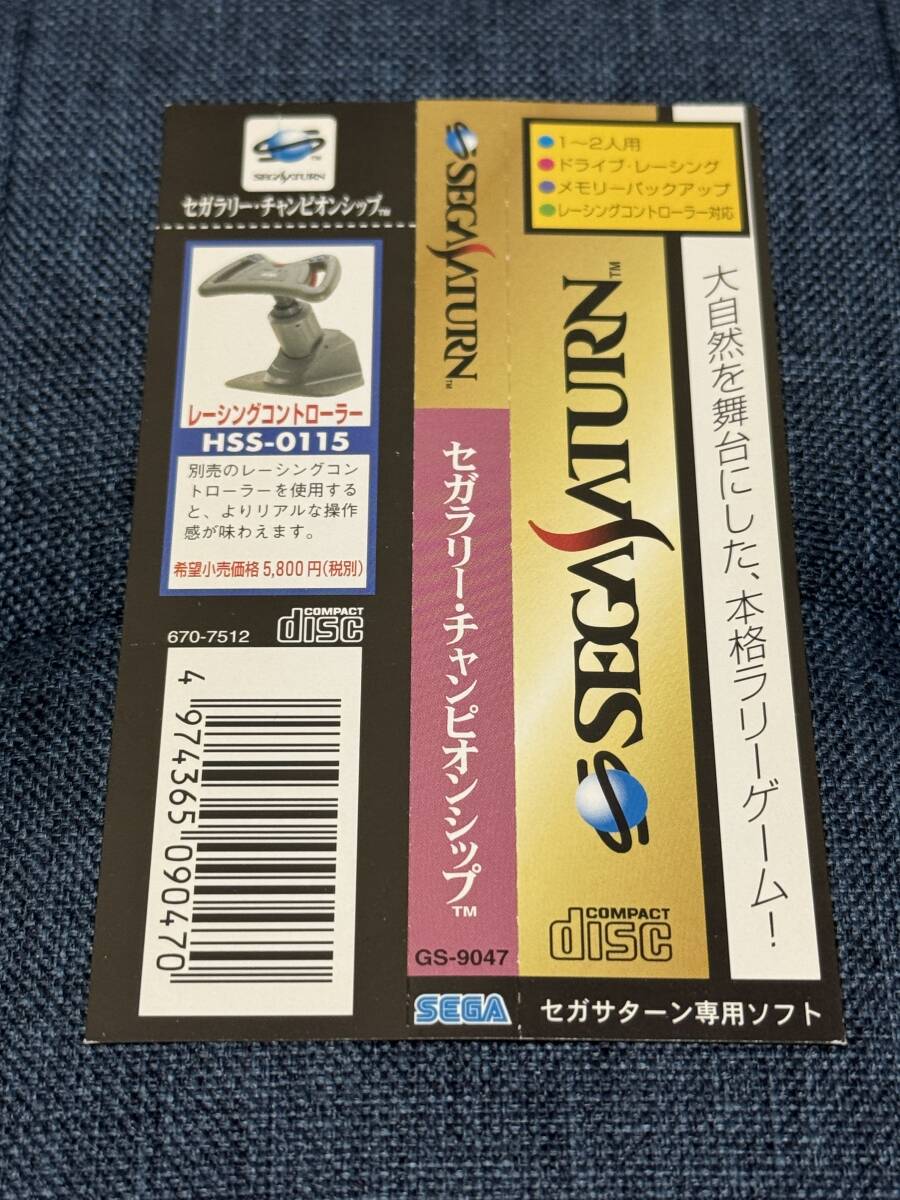 SEGA SATURN™
セガラリー・チャンピオンシップ™
レーシングコントローラー
HSS-0115
別売のレーシングコン
トローラーを使用する
と、よりリアルな操作
感が味わえます。
希望小売価格5,800円(税別)
670-7512
COMPACT
disc
4 974365 090470
SEGA SATURN™
セガラリー・チャンピオンシップ™
GS-9047
SEGA
1～2人用
ドライブ・レーシング
メモリーバックアップ
レーシングコントローラー対応
SEGA SATURN™
COMPACT
disc
大自然を舞台にした、本格ラリーゲーム!
セガサターン専用ソフト